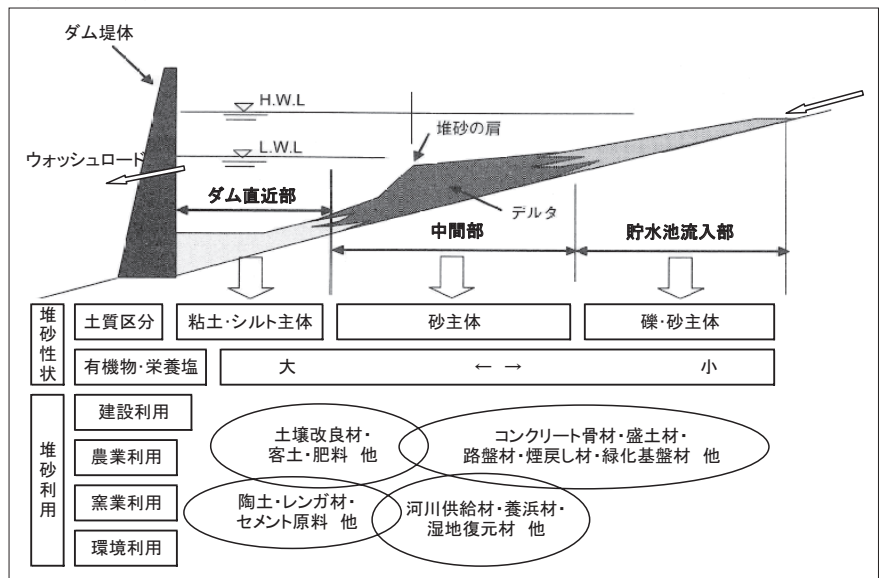 ダム堤体
H.W.L
堆砂の肩
L.W.L
ウォッシュロード
ダム直近部
デルタ
中間部
貯水池流入部
堆砂性状
土質区分
粘土・シルト主体
砂主体
礫・砂主体
有機物・栄養塩
大
← →
小
堆砂利用
建設利用
農業利用
窯業利用
環境利用
土壌改良材・
客土・肥料 他
コンクリート骨材・盛土材・
路盤材・煙戻し材・緑化基盤材 他
陶土・レンガ材・
セメント原料 他
河川供給材・養浜材・
湿地復元材 他